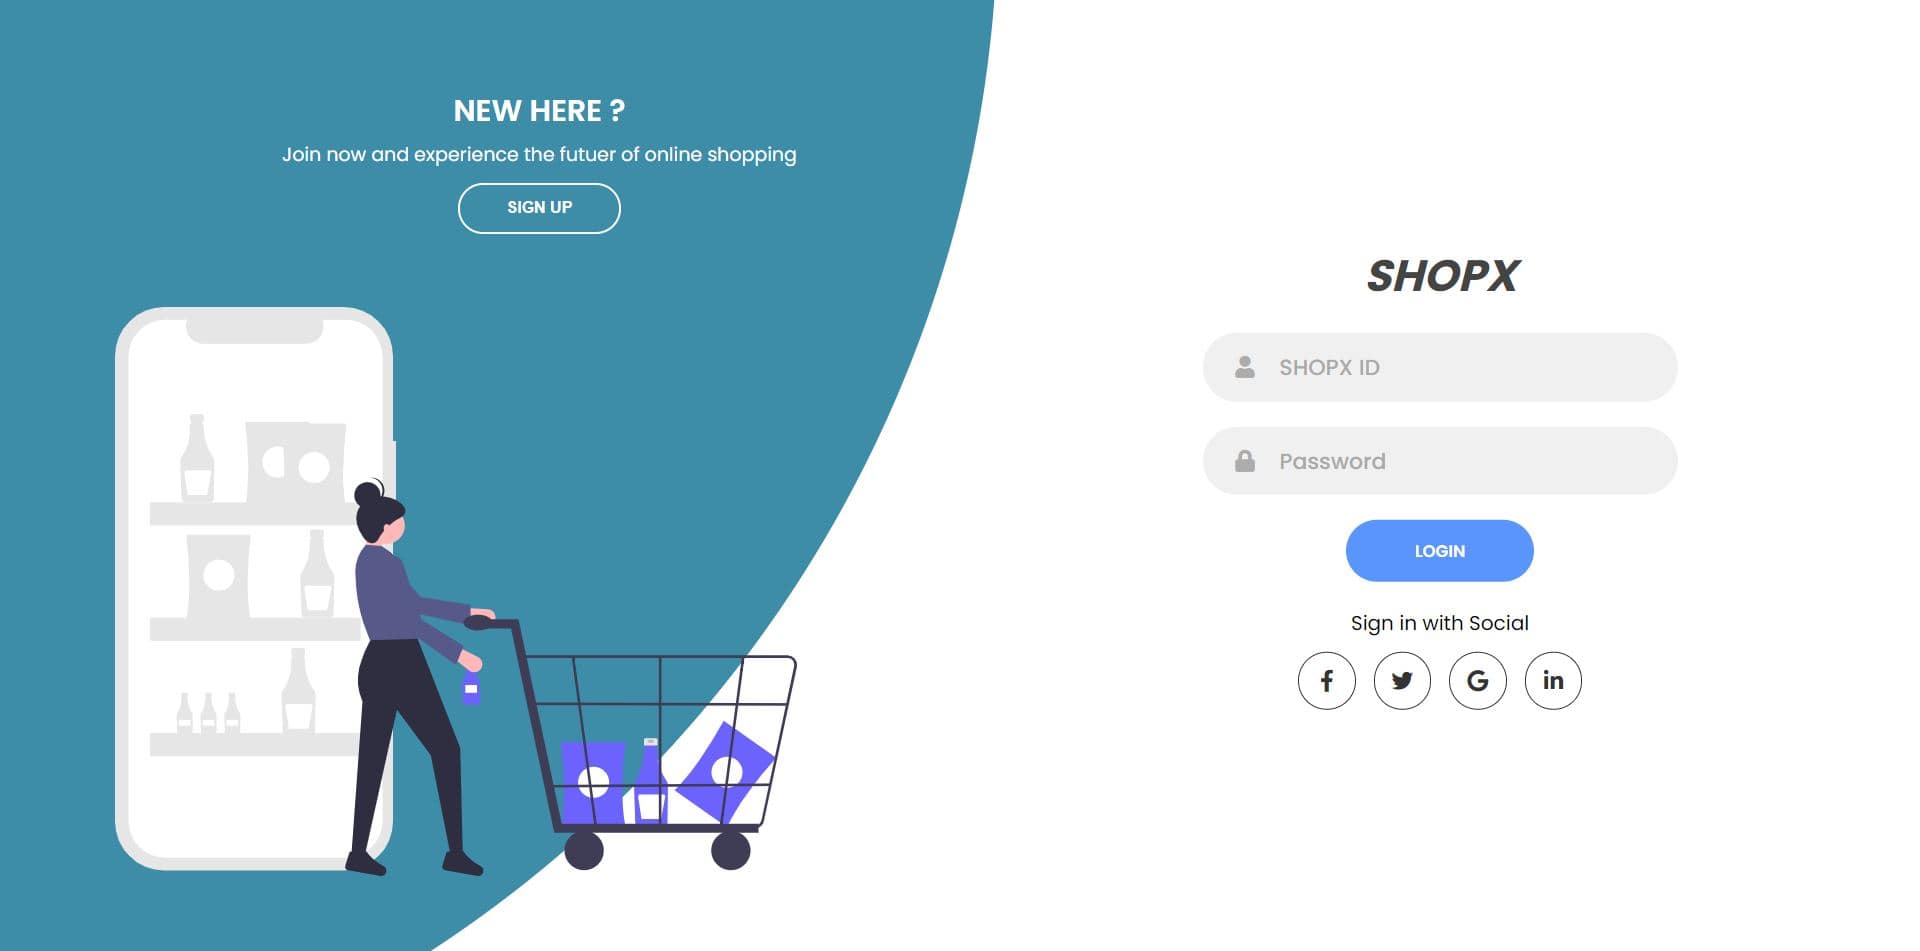 NEW HERE ?
Join now and experience the futuer of online shopping
SIGN UP
SHOPX
SHOPX ID
Password
LOGIN
Sign in with Social